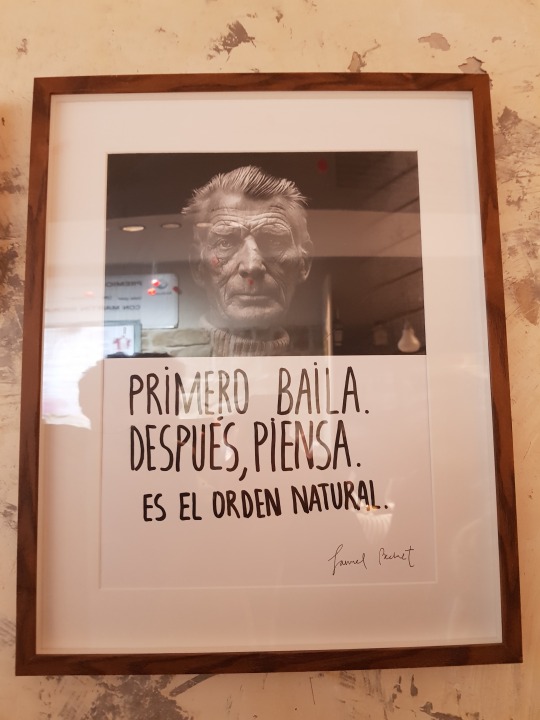 PRIMERO BAILA.
DESPUÉS, PIENSA.
ES EL ORDEN NATURAL.
Samuel Beckett